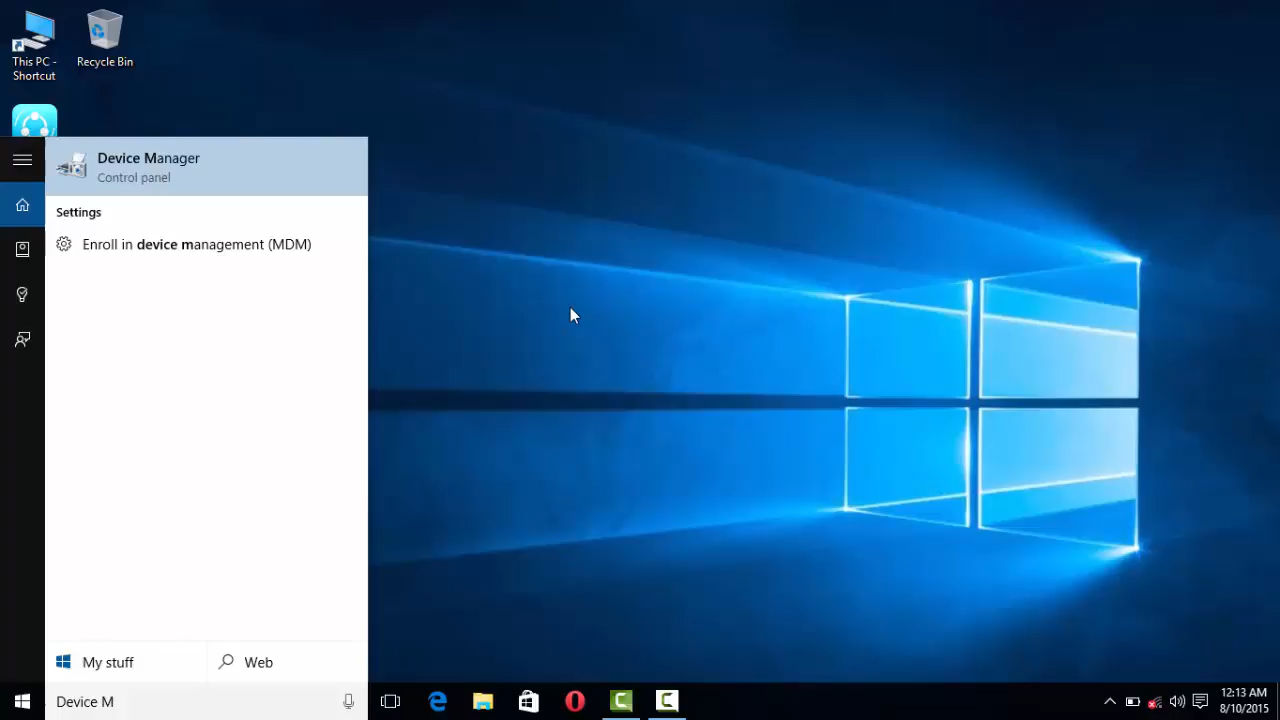 This PC -
Shortcut
Recycle Bin
Device Manager
Control panel
Settings
Enroll in device management (MDM)
My stuff
Web
Device M
12:13 AM
8/10/2015